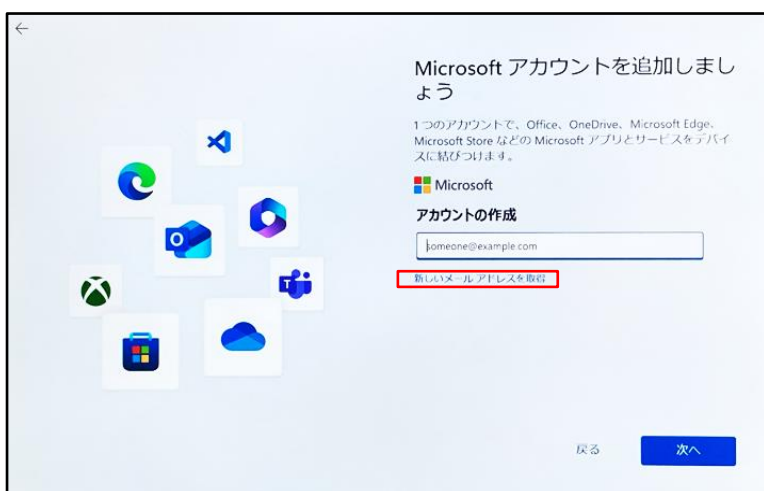 Microsoft アカウントを追加しまし
ょう
1 つのアカウントで、Office、OneDrive、Microsoft Edge、
Microsoft Store などの Microsoft アプリとサービスをデバイ
スに結びつけます。
Microsoft
アカウントの作成
someone@example.com
新しいメール アドレスを取得
戻る
次へ